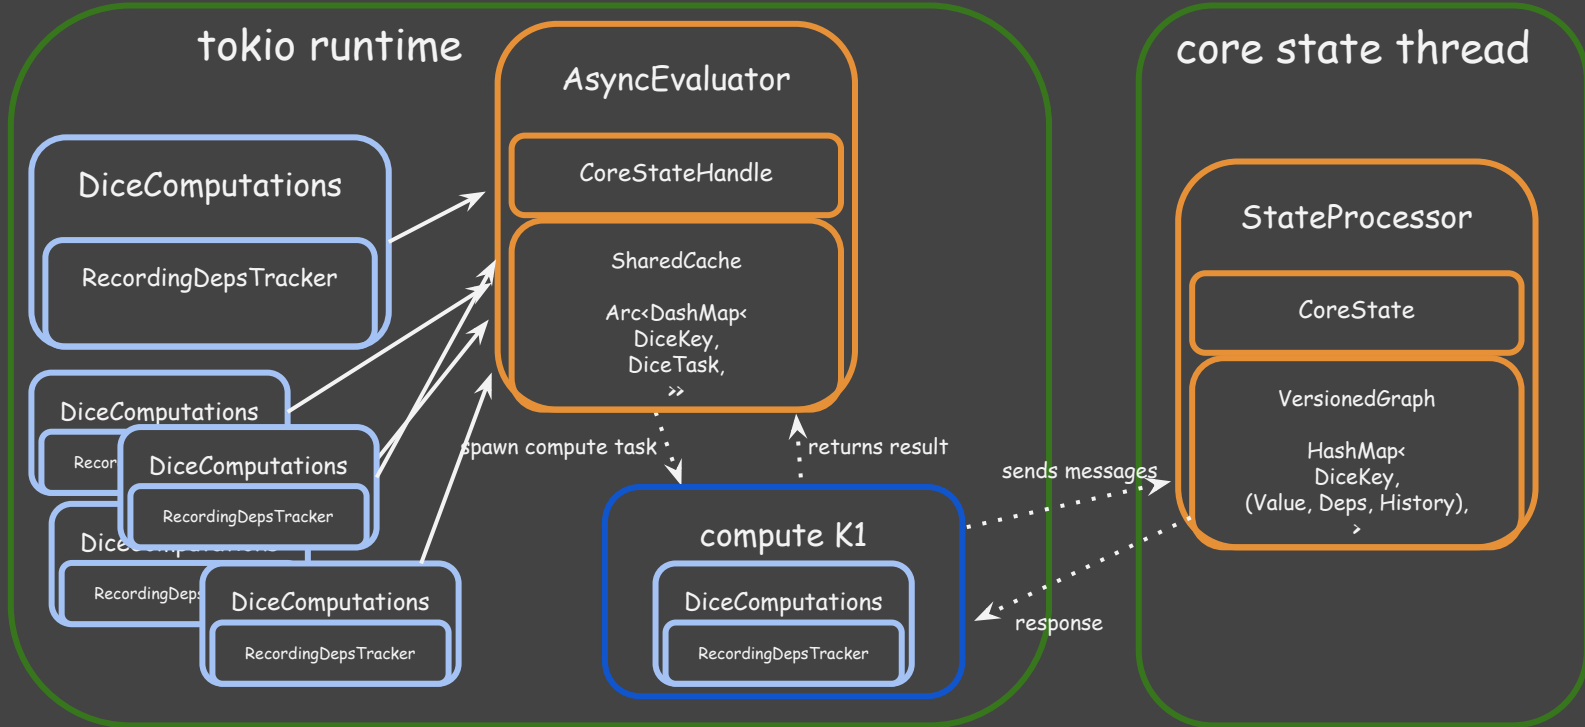 tokio runtime
DiceComputations
RecordingDepsTracker
DiceComputations
Recor
DiceComputations
RecordingDepsTracker
DiceComputations
RecordingDeps
DiceComputations
RecordingDepsTracker
AsyncEvaluator
CoreStateHandle
SharedCache
Arc<DashMap<
DiceKey,
DiceTask,
>>
spawn compute task
returns result
compute K1
DiceComputations
RecordingDepsTracker
sends messages
response
core state thread
StateProcessor
CoreState
VersionedGraph
HashMap<
DiceKey,
(Value, Deps, History),
>